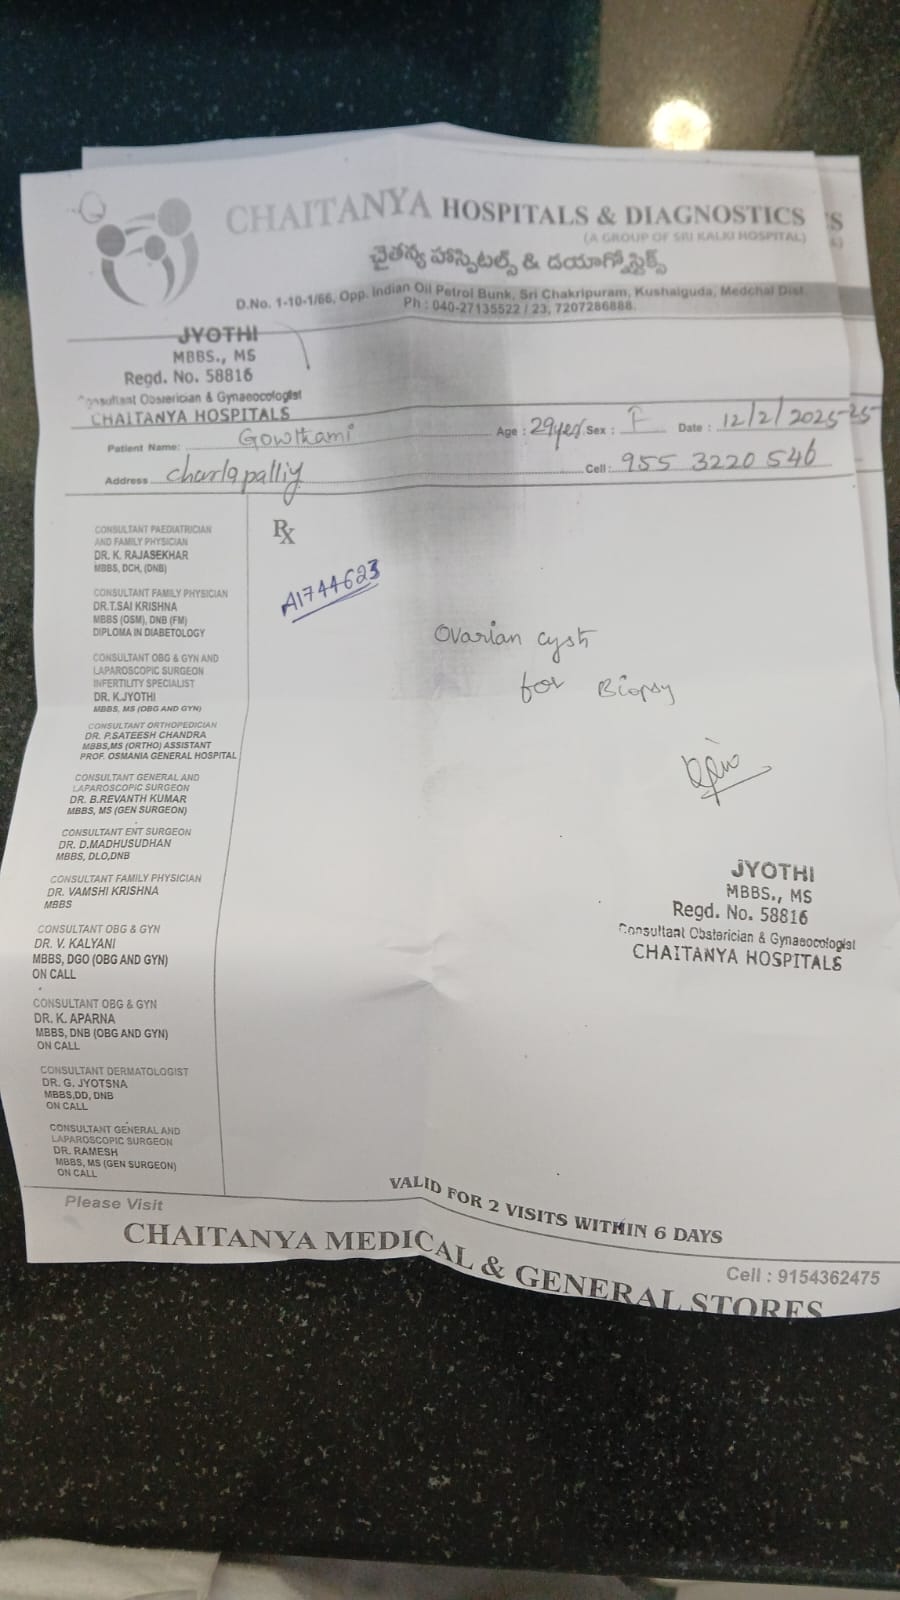 CHAITANYA HOSPITALS & DIAGNOSTICS
(A GROUP OF SRI KALKI HOSPITAL)
చైతన్య హాస్పిటల్స్ & డయాగ్నోస్టిక్స్
D.No. 1-10-1/66, Opp. Indian Oil Petrol Bunk, Sri Chakripuram, Kushaiguda, Medchal Dist.
Ph : 040-27135522 / 23, 7207286888.
JYOTHI
MBBS., MS
Regd. No. 58816
Consultant Obsterician & Gynaeocologist
CHAITANYA HOSPITALS
Patient Name: Gowthami Age : 29yers Sex : F Date : 12/2/2025
Address charlapalliy Cell : 955 3220 546
Rx
A1744623
Ovarian cyst
for Biopsy
JYOTHI
MBBS., MS
Regd. No. 58816
Consultant Obsterician & Gynaeocologist
CHAITANYA HOSPITALS
CONSULTANT PAEDIATRICIAN
AND FAMILY PHYSICIAN
DR. K. RAJASEKHAR
MBBS, DCH, (DNB)
CONSULTANT FAMILY PHYSICIAN
DR.T.SAI KRISHNA
MBBS (OSM), DNB (FM)
DIPLOMA IN DIABETOLOGY
CONSULTANT OBG & GYN AND
LAPAROSCOPIC SURGEON
INFERTILITY SPECIALIST
DR. K.JYOTHI
MBBS, MS (OBG AND GYN)
CONSULTANT ORTHOPEDICIAN
DR. P.SATEESH CHANDRA
MBBS,MS (ORTHO) ASSISTANT
PROF. OSMANIA GENERAL HOSPITAL
CONSULTANT GENERAL AND
LAPAROSCOPIC SURGEON
DR. B.REVANTH KUMAR
MBBS, MS (GEN SURGEON)
CONSULTANT ENT SURGEON
DR. D.MADHUSUDHAN
MBBS, DLO,DNB
CONSULTANT FAMILY PHYSICIAN
DR. VAMSHI KRISHNA
MBBS
CONSULTANT OBG & GYN
DR. V. KALYANI
MBBS, DGO (OBG AND GYN)
ON CALL
CONSULTANT OBG & GYN
DR. K. APARNA
MBBS, DNB (OBG AND GYN)
ON CALL
CONSULTANT DERMATOLOGIST
DR. G. JYOTSNA
MBBS,DD, DNB
ON CALL
CONSULTANT GENERAL AND
LAPAROSCOPIC SURGEON
DR. RAMESH
MBBS, MS (GEN SURGEON)
ON CALL
VALID FOR 2 VISITS WITHIN 6 DAYS
Please Visit
CHAITANYA MEDICAL & GENERAL STORES
Cell : 9154362475